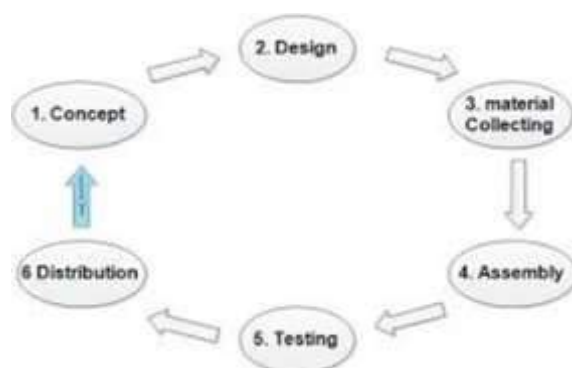 1. Concept
2. Design
3. material
Collecting
4. Assembly
5. Testing
6 Distribution